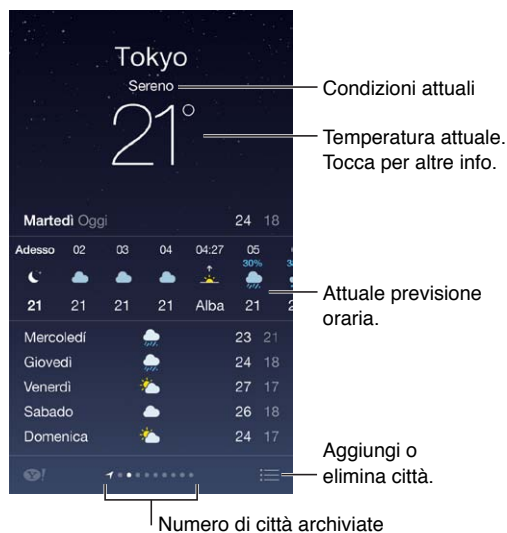 Tokyo
Sereno
21°
Condizioni attuali
Temperatura attuale.
Tocca per altre info.
Martedì Oggi 24 18
Adesso 02 03 04 04:27 05
30%
21 21 21 21 Alba 21
Attuale previsione
oraria.
Mercoledí 23 21
Giovedì 24 18
Venerdì 27 17
Sabado 26 18
Domenica 24 17
Aggiungi o
elimina città.
Y!
Numero di città archiviate